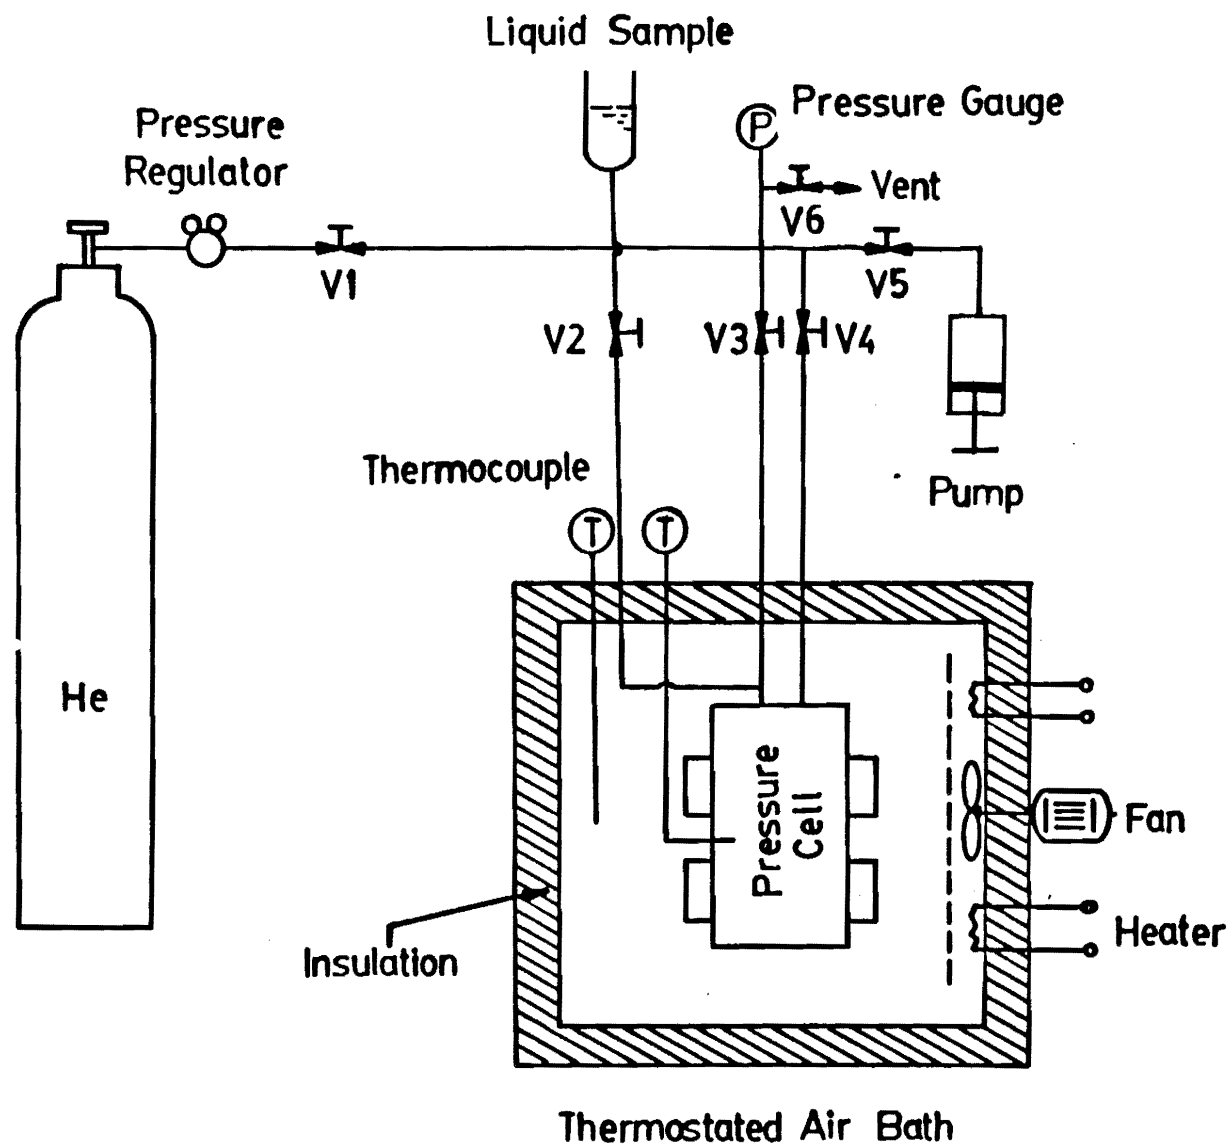 Liquid Sample
Pressure Gauge
P
Pressure
Regulator
Vent
V6
V1
V5
V2
V3
V4
Thermocouple
Pump
T
T
He
Pressure
Cell
Fan
Heater
Insulation
Thermostated Air Bath